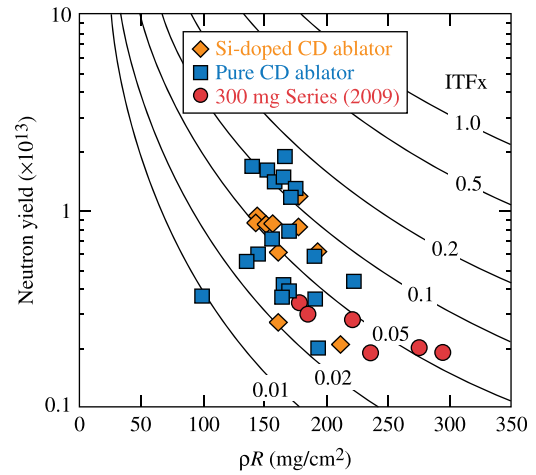 10
Si-doped CD ablator
Pure CD ablator
300 mg Series (2009)
ITFx
1.0
0.5
Neutron yield (×10¹³)
1
0.2
0.1
0.05
0.02
0.01
0.1
0 50 100 150 200 250 300 350
ρR (mg/cm²)